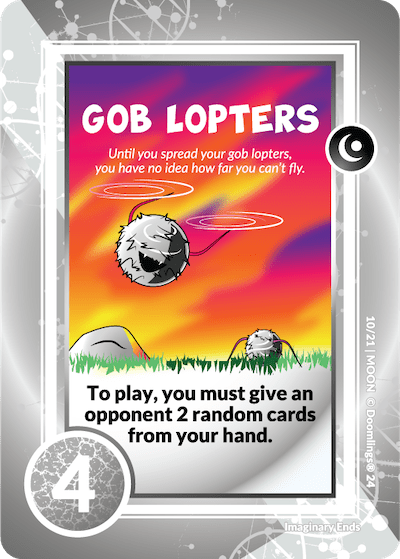 GOB LOPTERS
Until you spread your gob lopters,
you have no idea how far you can't fly.
To play, you must give an
opponent 2 random cards
from your hand.
4
10/21 | MOON © Doomlings® 24
Imaginary Ends